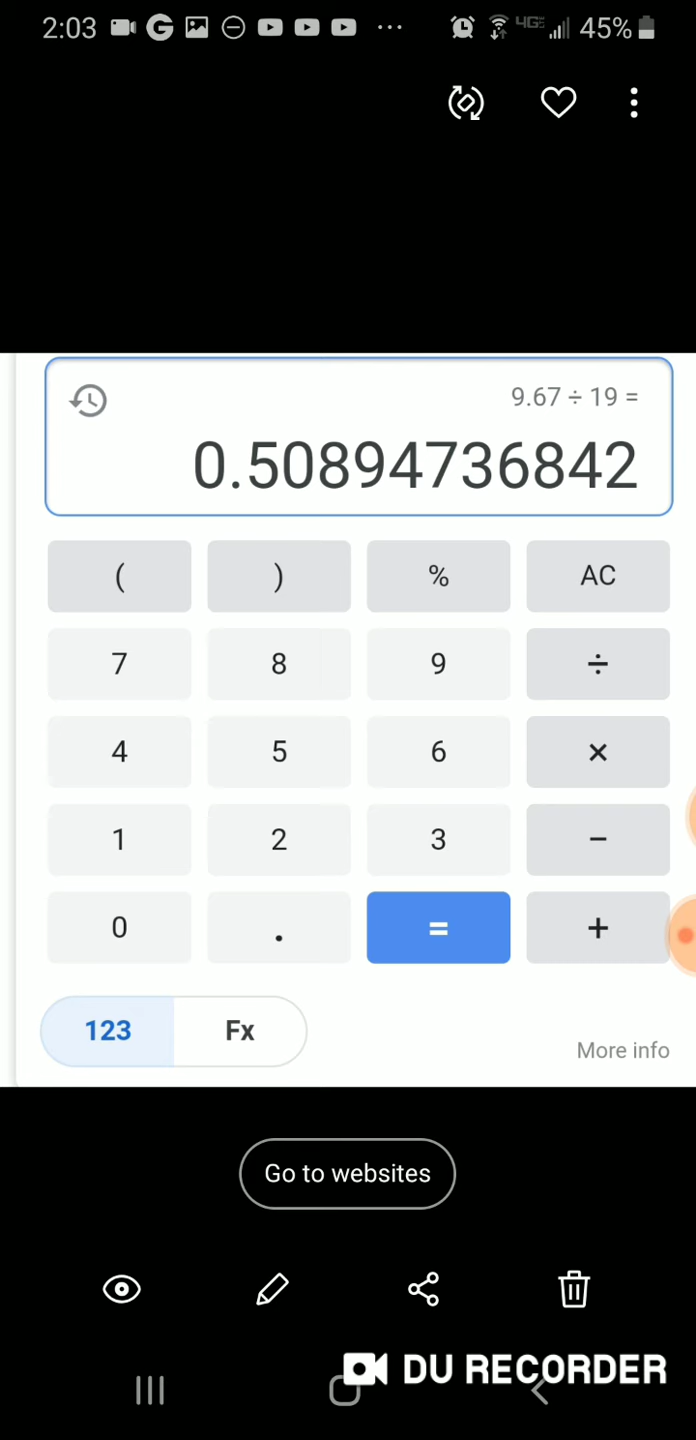 2:03 G 4GE 45%
9.67 ÷ 19 =
0.50894736842
( ) % AC
7 8 9 ÷
4 5 6 ×
1 2 3 −
0 . = +
123 Fx
More info
Go to websites
DU RECORDER